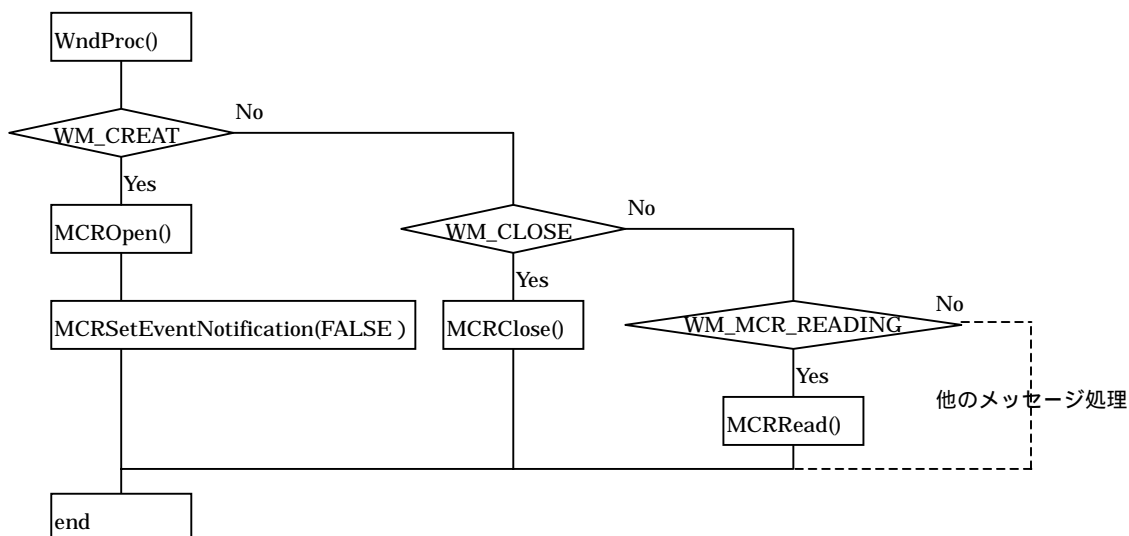 WndProc()
No
WM_CREAT
Yes
MCROpen()
No
WM_CLOSE
Yes
MCRSetEventNotification(FALSE )
MCRClose()
No
WM_MCR_READING
Yes
他のメッセージ処理
MCRRead()
end